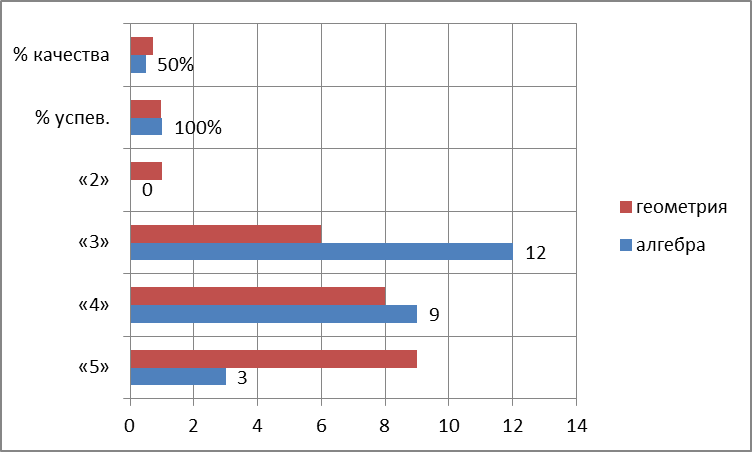 % качества
50%
% успев.
100%
«2»
0
«3»
12
«4»
9
«5»
3
0 2 4 6 8 10 12 14
геометрия
алгебра